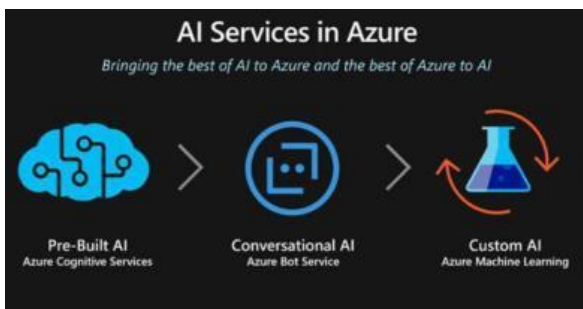 AI Services in Azure
Bringing the best of AI to Azure and the best of Azure to AI
Pre-Built AI
Azure Cognitive Services
Conversational AI
Azure Bot Service
Custom AI
Azure Machine Learning